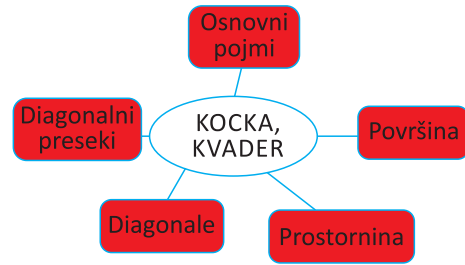 Osnovni
pojmi
Diagonalni
preseki
KOCKA,
KVADER
Površina
Diagonale
Prostornina